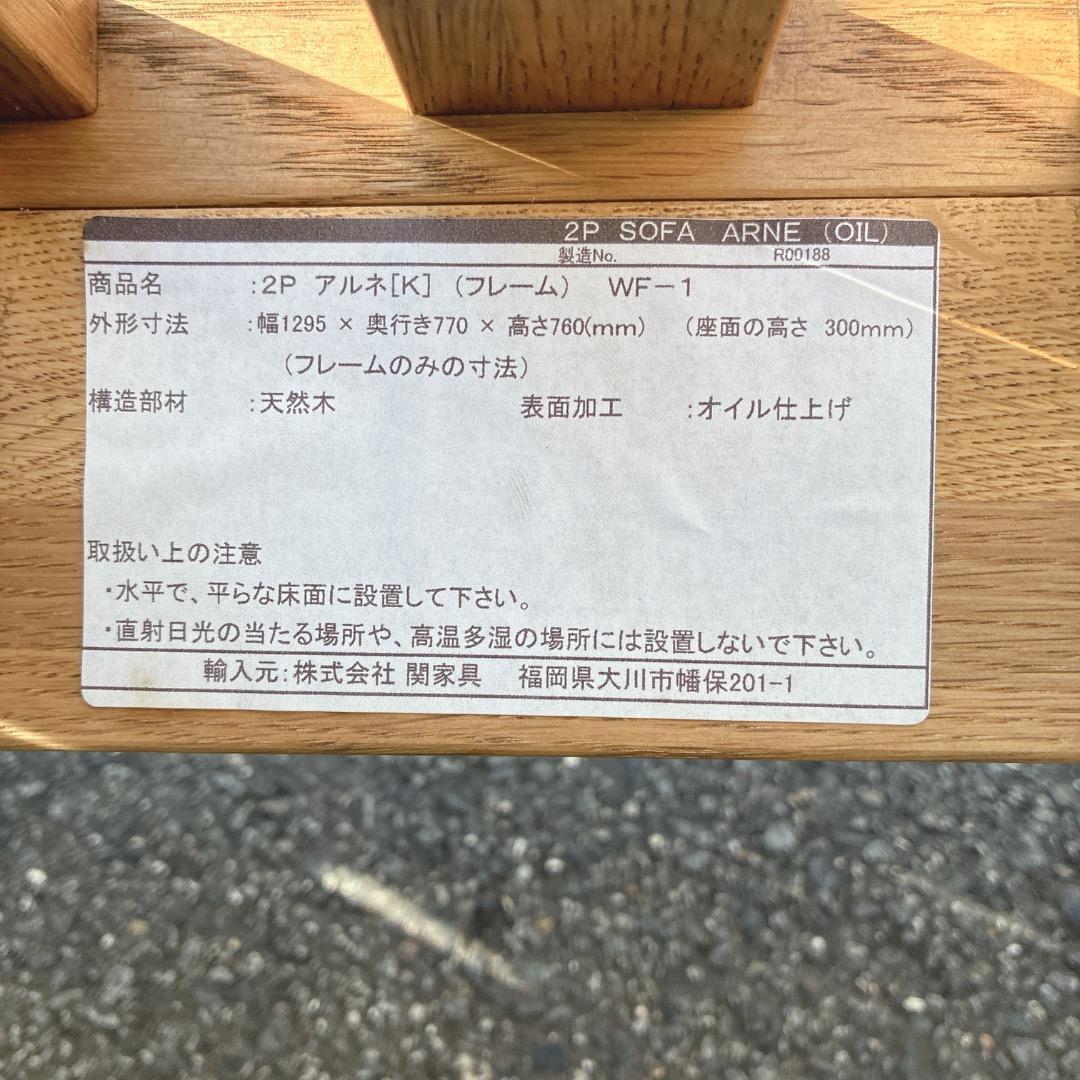 2P SOFA ARNE (OIL)
製造No. R00188
商品名 :2P アルネ[K] (フレーム) WF-1
外形寸法 :幅1295 × 奥行き770 × 高さ760(mm) (座面の高さ 300mm)
(フレームのみの寸法)
構造部材 :天然木 表面加工 :オイル仕上げ
取扱い上の注意
・水平で、平らな床面に設置して下さい。
・直射日光の当たる場所や、高温多湿の場所には設置しないで下さい。
輸入元:株式会社 関家具 福岡県大川市幡保201-1